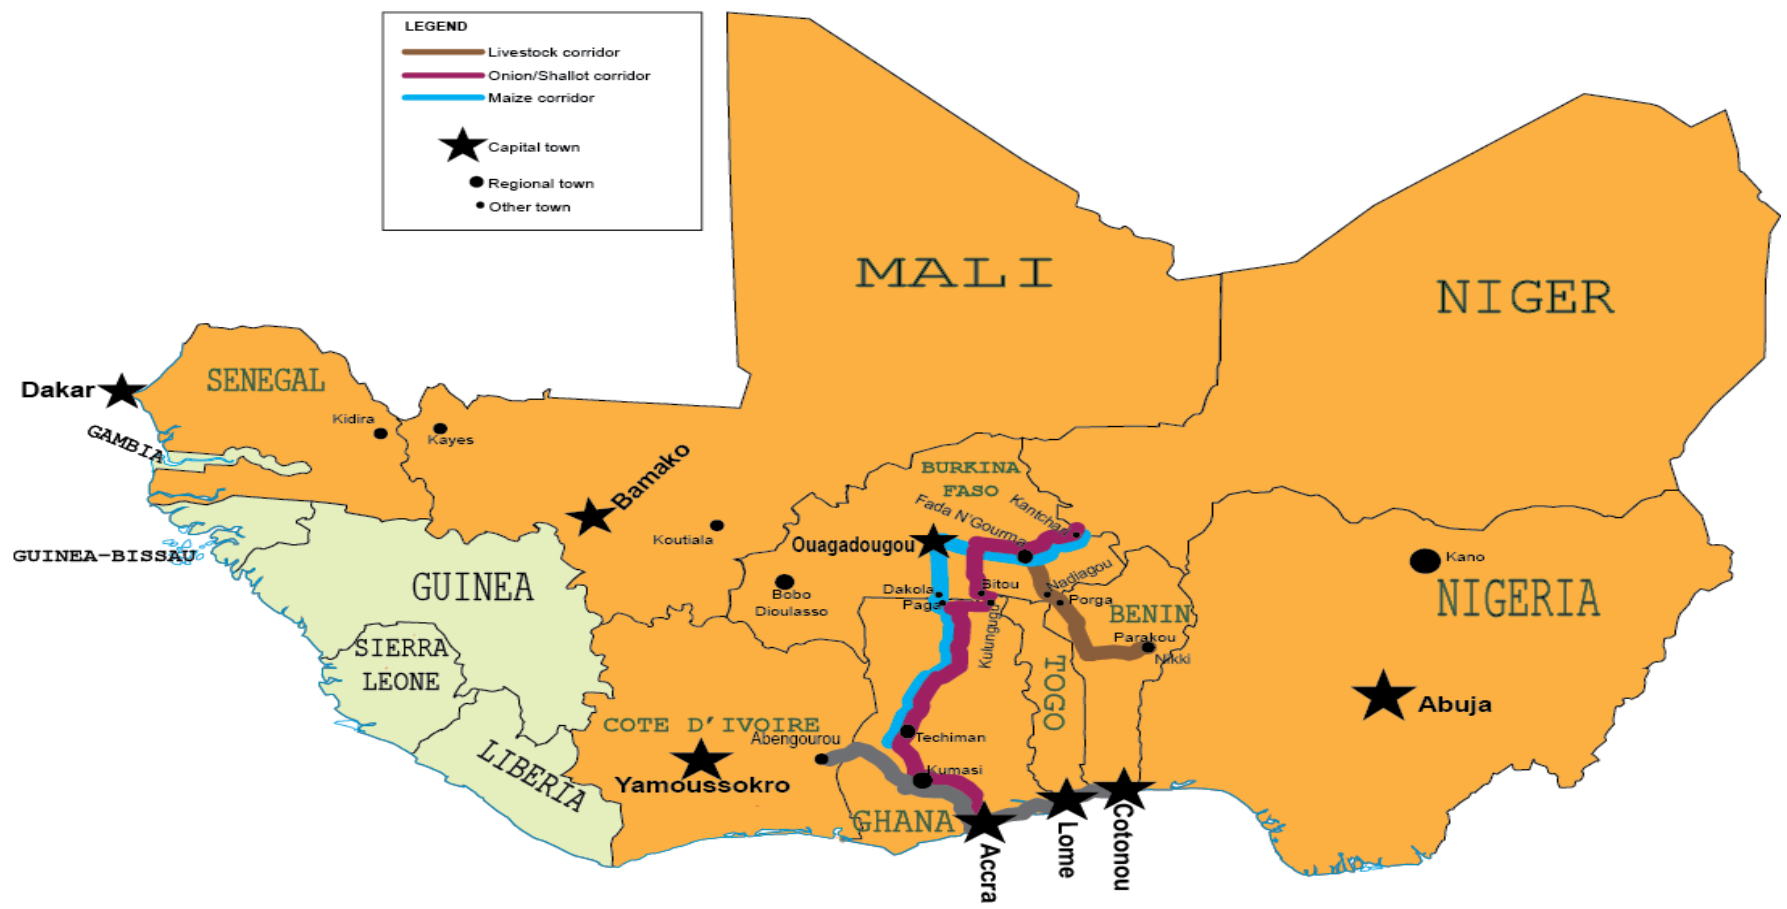 LEGEND
Livestock corridor
Onion/Shallot corridor
Maize corridor
Capital town
Regional town
Other town
MALI
NIGER
Dakar
SENEGAL
Kidira
Kayes
GAMBIA
Bamako
BURKINA
FASO
Fada N'Gourma
Kantchari
Koutiala
Ouagadougou
GUINEA-BISSAU
GUINEA
Bobo
Dioulasso
Dakola
Paga
Bitou
Kulungugu
Nadiagou
Porga
BENIN
Parakou
Nikki
Kano
NIGERIA
SIERRA
LEONE
TOGO
Abuja
COTE D'IVOIRE
Abengourou
Techiman
LIBERIA
Yamoussokro
Kumasi
GHANA
Accra
Lome
Cotonou